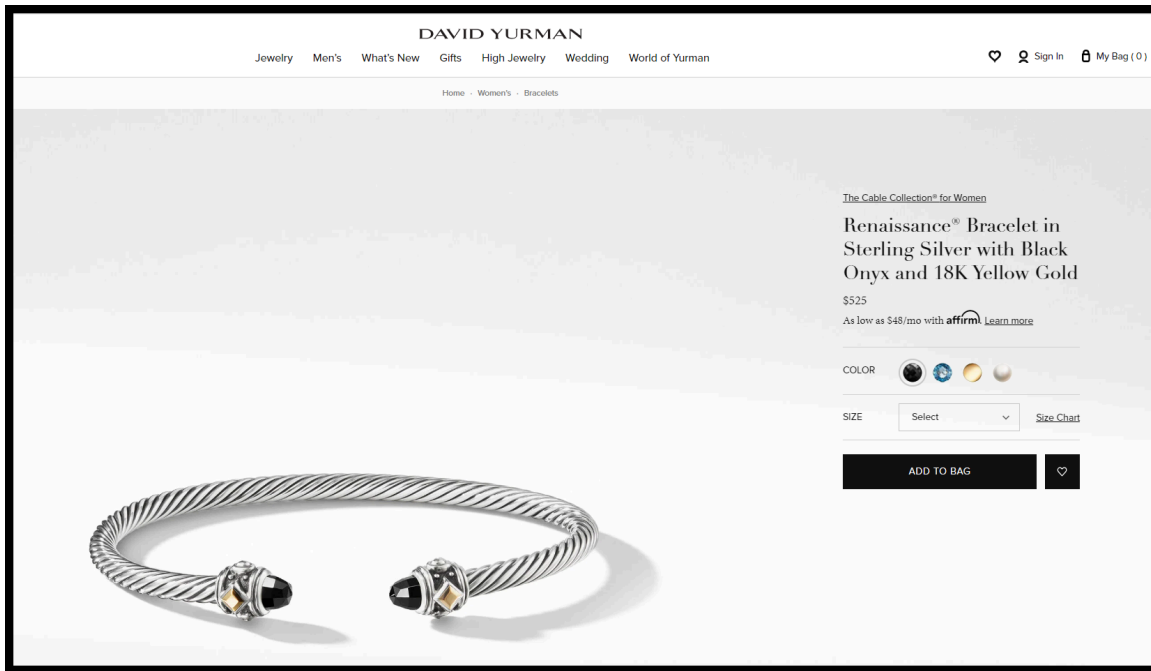 DAVID YURMAN
Jewelry Men's What's New Gifts High Jewelry Wedding World of Yurman
Sign In My Bag ( 0 )
Home - Women's - Bracelets
The Cable Collection® for Women
Renaissance® Bracelet in
Sterling Silver with Black
Onyx and 18K Yellow Gold
$525
As low as $48/mo with affirm. Learn more
COLOR
SIZE Select Size Chart
ADD TO BAG